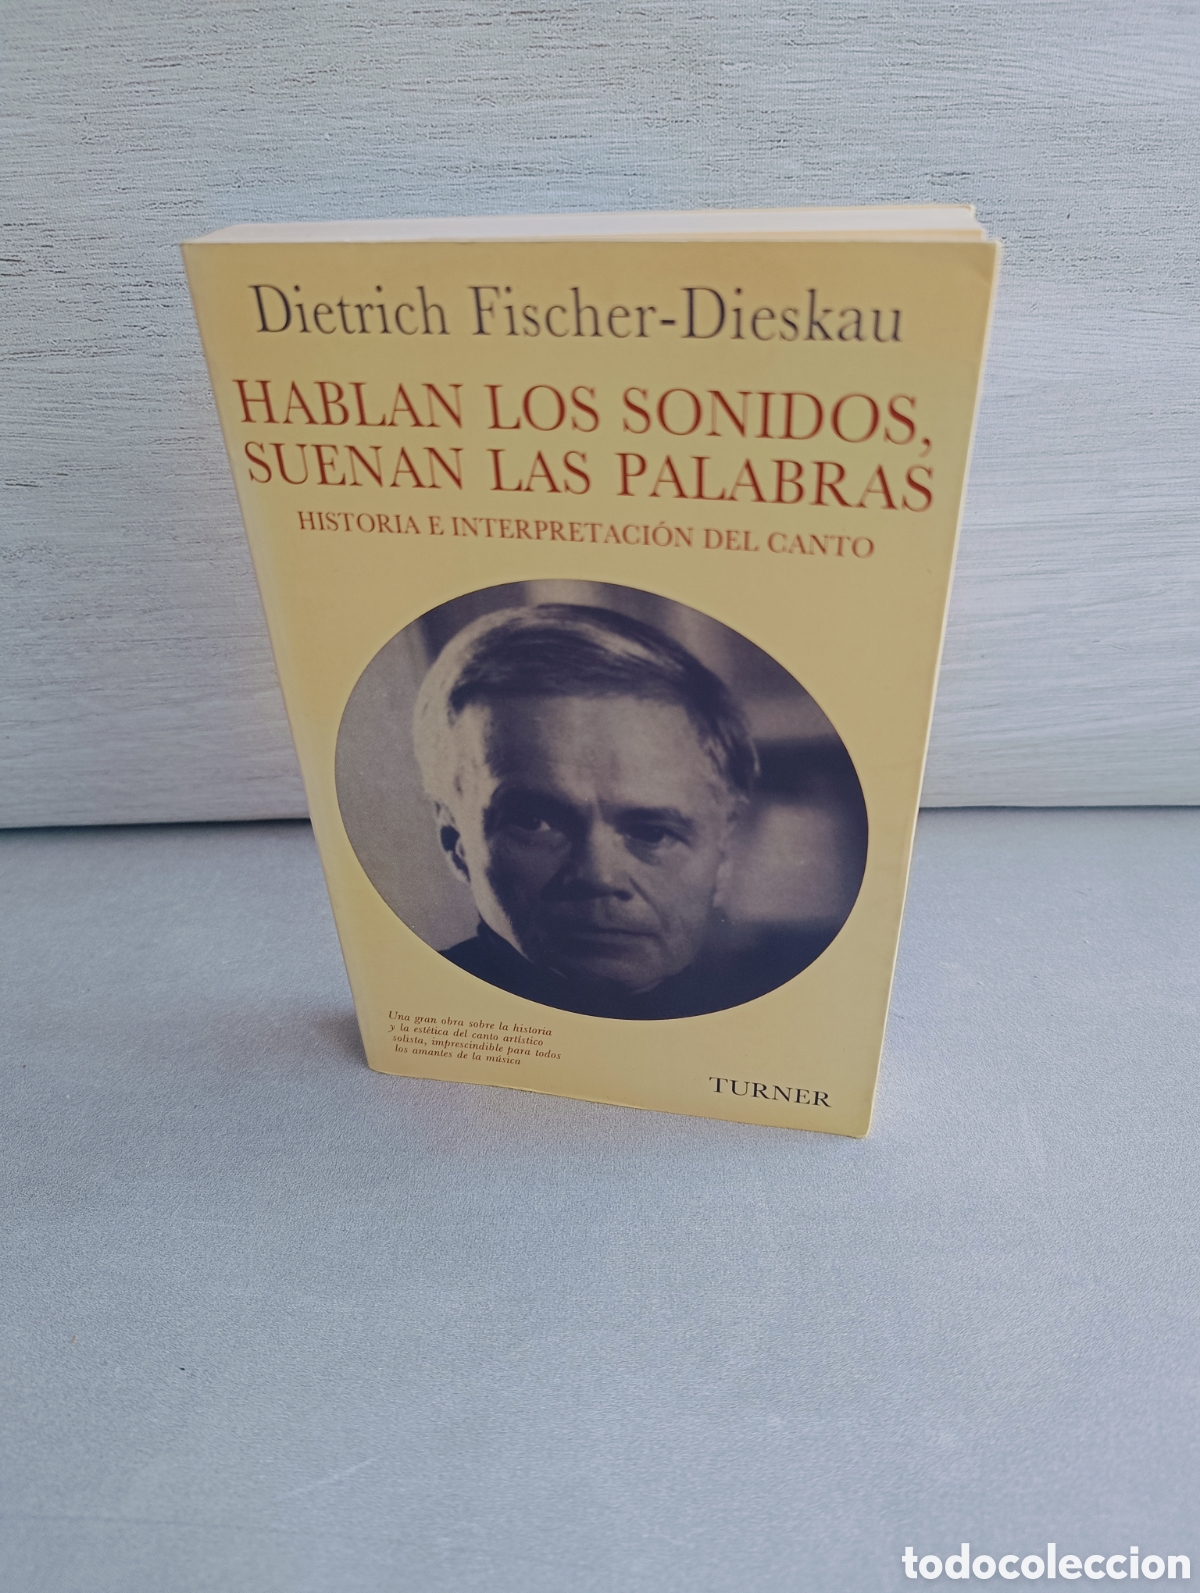 Dietrich Fischer-Dieskau
HABLAN LOS SONIDOS,
SUENAN LAS PALABRAS
HISTORIA E INTERPRETACIÓN DEL CANTO
Una gran obra sobre la historia
y la estética del canto artístico
solista, imprescindible para todos
los amantes de la música
TURNER
todocoleccion